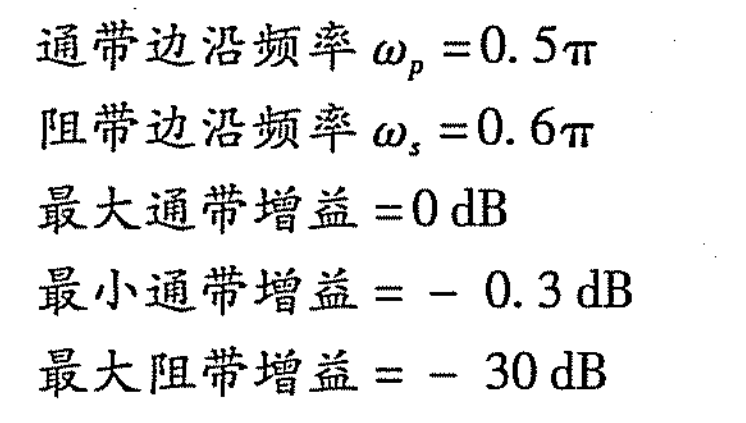 通带边沿频率 ωp =0.5π
阻带边沿频率 ωs =0.6π
最大通带增益 =0 dB
最小通带增益 = - 0.3 dB
最大阻带增益 = - 30 dB